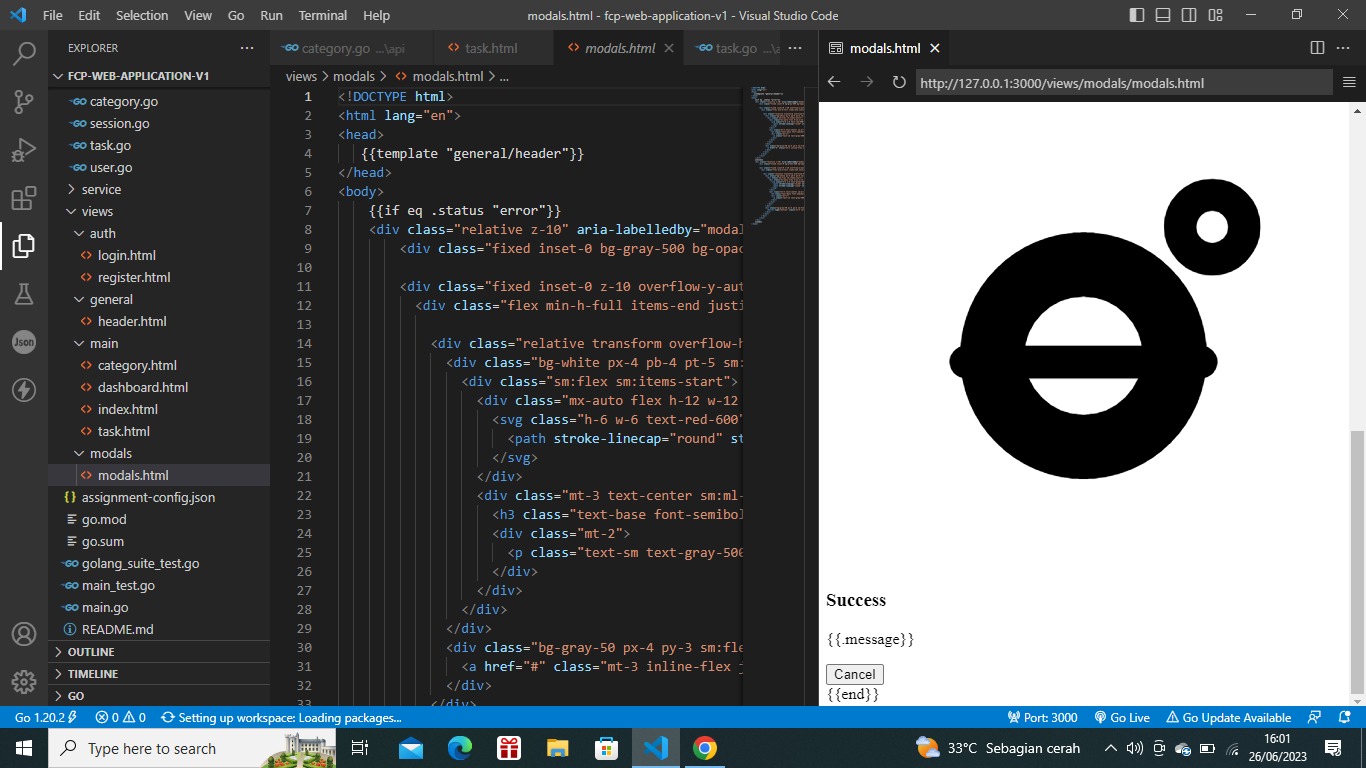 File Edit Selection View Go Run Terminal Help
modals.html - fcp-web-application-v1 - Visual Studio Code
EXPLORER
FCP-WEB-APPLICATION-V1
category.go
session.go
task.go
user.go
service
views
auth
login.html
register.html
general
header.html
main
category.html
dashboard.html
index.html
task.html
modals
modals.html
assignment-config.json
go.mod
go.sum
golang_suite_test.go
main_test.go
main.go
README.md
OUTLINE
TIMELINE
GO
Json
category.go ...\api
task.html
modals.html
task.go ...\a
views > modals > modals.html > ...
1 <!DOCTYPE html>
2 <html lang="en">
3 <head>
4 {{template "general/header"}}
5 </head>
6 <body>
7 {{if eq .status "error"}}
8 <div class="relative z-10" aria-labelledby="modal
9 <div class="fixed inset-0 bg-gray-500 bg-opac
10
11 <div class="fixed inset-0 z-10 overflow-y-aut
12 <div class="flex min-h-full items-end justi
13
14 <div class="relative transform overflow-h
15 <div class="bg-white px-4 pb-4 pt-5 sm:
16 <div class="sm:flex sm:items-start">
17 <div class="mx-auto flex h-12 w-12
18 <svg class="h-6 w-6 text-red-600"
19 <path stroke-linecap="round" st
20 </svg>
21 </div>
22 <div class="mt-3 text-center sm:ml-
23 <h3 class="text-base font-semibol
24 <div class="mt-2">
25 <p class="text-sm text-gray-500
26 </div>
27 </div>
28 </div>
29 </div>
30 <div class="bg-gray-50 px-4 py-3 sm:fle
31 <a href="#" class="mt-3 inline-flex j
32 </div>
33 </div>
modals.html
http://127.0.0.1:3000/views/modals/modals.html
Success
{{.message}}
Cancel
{{end}}
Go 1.20.2 0 0 Setting up workspace: Loading packages...
Port: 3000 Go Live Go Update Available
Type here to search
33°C Sebagian cerah
16:01
26/06/2023